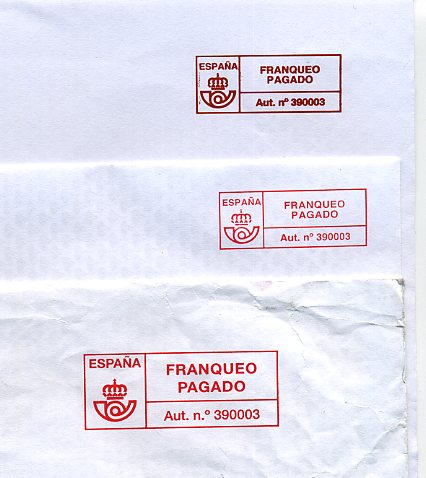 ESPAÑA
FRANQUEO
PAGADO
Aut. nº 390003
ESPAÑA
FRANQUEO
PAGADO
Aut. nº 390003
ESPAÑA
FRANQUEO
PAGADO
Aut. n.º 390003